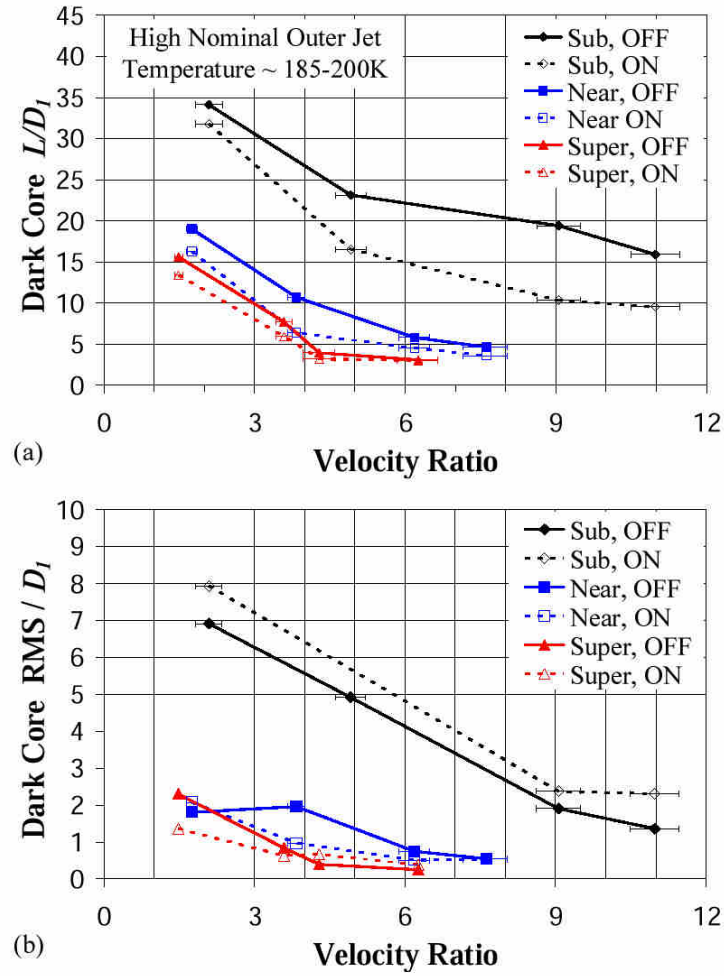 45
40
35
30
25
20
15
10
5
0
Dark Core L/D1
High Nominal Outer Jet
Temperature ~ 185-200K
Sub, OFF
Sub, ON
Near, OFF
Near ON
Super, OFF
Super, ON
0 3 6 9 12
(a)
Velocity Ratio
10
9
8
7
6
5
4
3
2
1
0
Dark Core RMS / D1
Sub, OFF
Sub, ON
Near, OFF
Near, ON
Super, OFF
Super, ON
0 3 6 9 12
(b)
Velocity Ratio